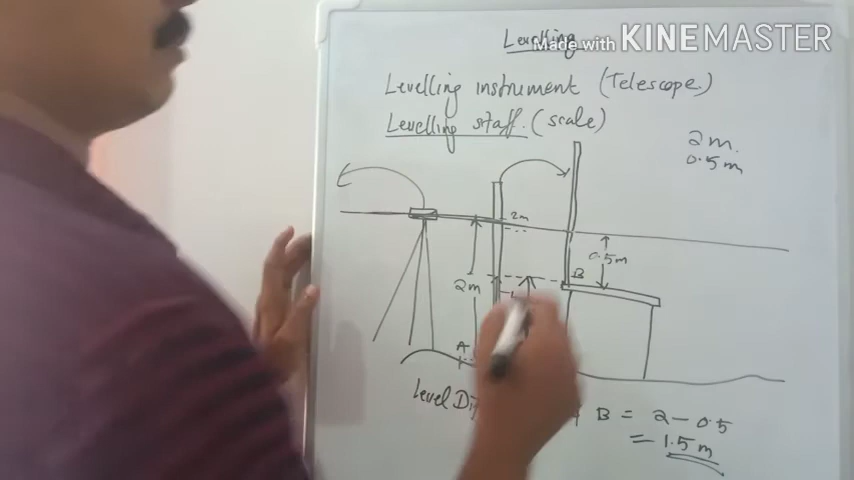 Levelling
Made with KINEMASTER
Levelling instrument (Telescope)
Levelling staff. (scale)
2m.
0.5m
2m
0.5m
B
2m
A
Level
B = 2 - 0.5
= 1.5m